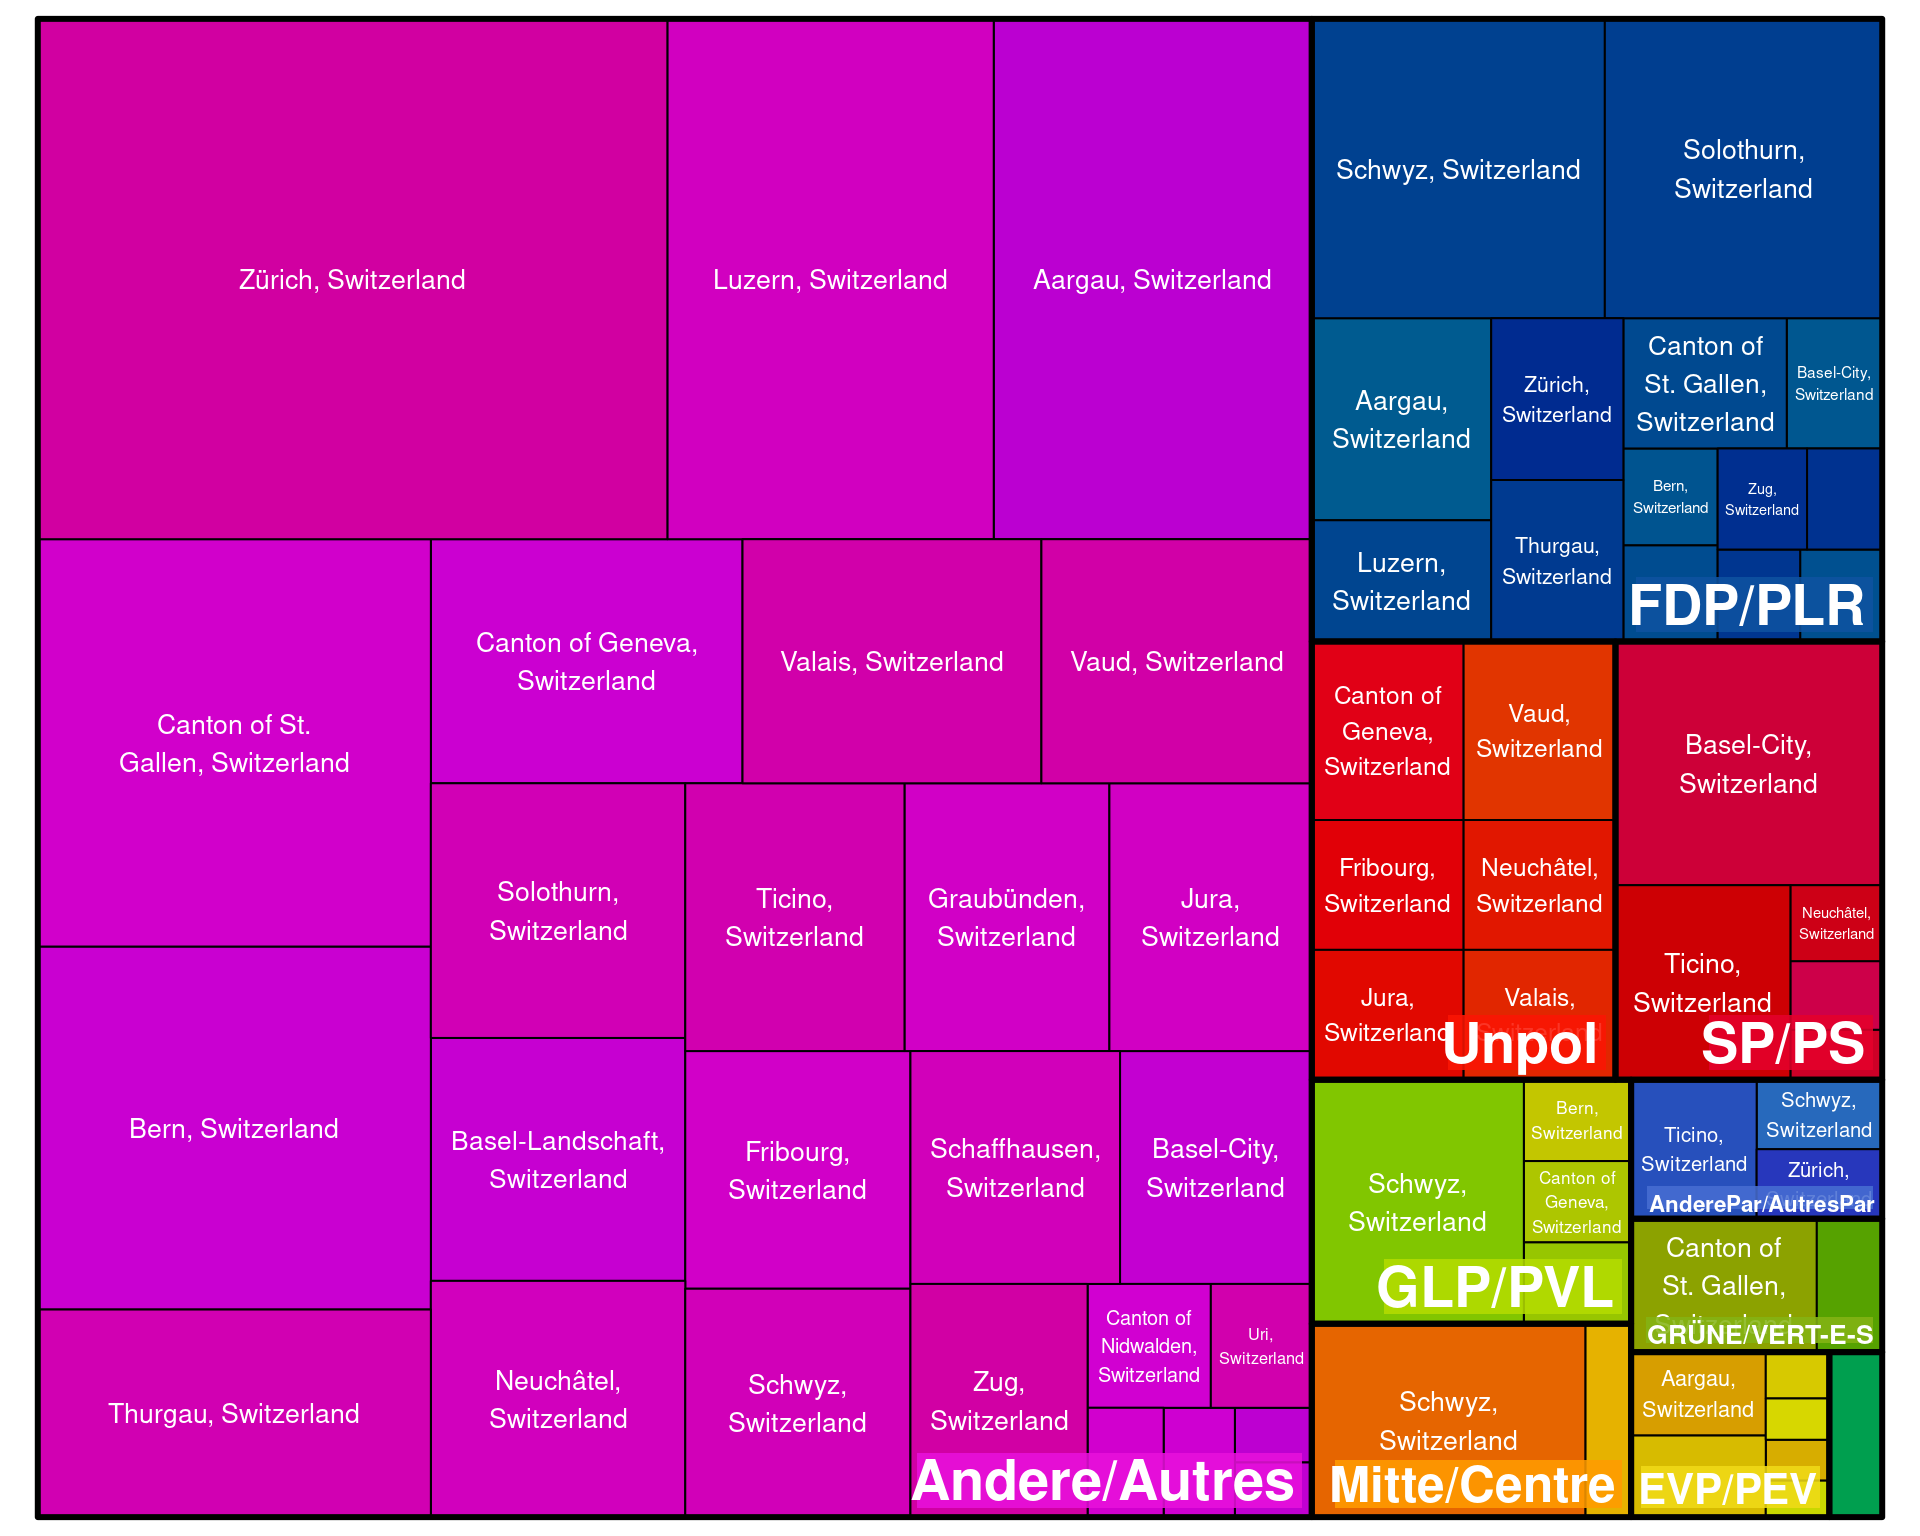 Zürich, Switzerland
Luzern, Switzerland
Aargau, Switzerland
Canton of St.
Gallen, Switzerland
Canton of Geneva,
Switzerland
Valais, Switzerland
Vaud, Switzerland
Solothurn,
Switzerland
Ticino,
Switzerland
Graubünden,
Switzerland
Jura,
Switzerland
Bern, Switzerland
Basel-Landschaft,
Switzerland
Fribourg,
Switzerland
Schaffhausen,
Switzerland
Basel-City,
Switzerland
Thurgau, Switzerland
Neuchâtel,
Switzerland
Schwyz,
Switzerland
Zug,
Switzerland
Canton of
Nidwalden,
Switzerland
Uri,
Switzerland
Andere/Autres
Schwyz, Switzerland
Solothurn,
Switzerland
Aargau,
Switzerland
Zürich,
Switzerland
Canton of
St. Gallen,
Switzerland
Basel-City,
Switzerland
Luzern,
Switzerland
Thurgau,
Switzerland
Bern,
Switzerland
Zug,
Switzerland
FDP/PLR
Canton of
Geneva,
Switzerland
Vaud,
Switzerland
Fribourg,
Switzerland
Neuchâtel,
Switzerland
Jura,
Switzerland
Valais,
Switzerland
Unpol
Basel-City,
Switzerland
Ticino,
Switzerland
Neuchâtel,
Switzerland
SP/PS
Schwyz,
Switzerland
Bern,
Switzerland
Canton of
Geneva,
Switzerland
GLP/PVL
Ticino,
Switzerland
Schwyz,
Switzerland
Zürich,
Switzerland
AnderePar/AutresPar
Canton of
St. Gallen,
Switzerland
GRÜNE/VERT-E-S
Schwyz,
Switzerland
Mitte/Centre
Aargau,
Switzerland
EVP/PEV